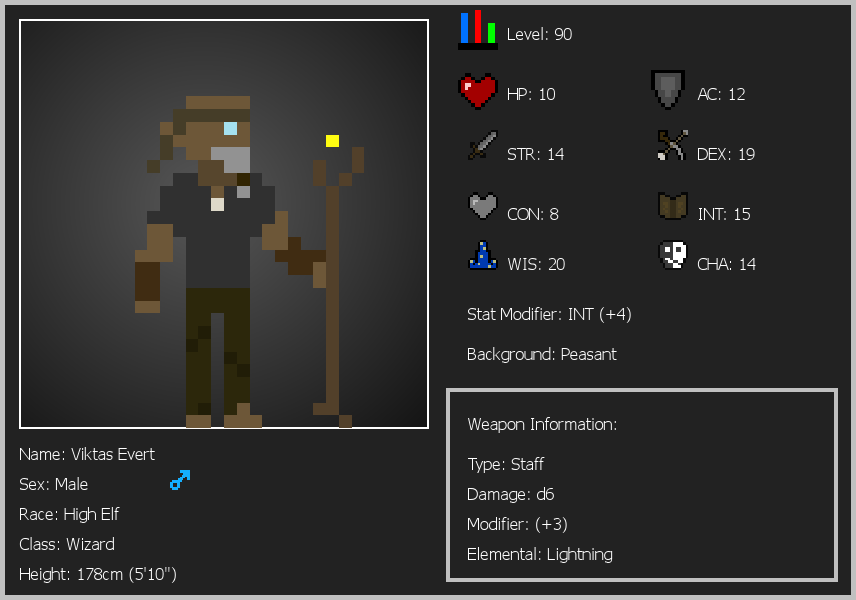 Level: 90
HP: 10
AC: 12
STR: 14
DEX: 19
CON: 8
INT: 15
WIS: 20
CHA: 14
Stat Modifier: INT (+4)
Background: Peasant
Weapon Information:
Type: Staff
Damage: d6
Modifier: (+3)
Elemental: Lightning
Name: Viktas Evert
Sex: Male
Race: High Elf
Class: Wizard
Height: 178cm (5'10")